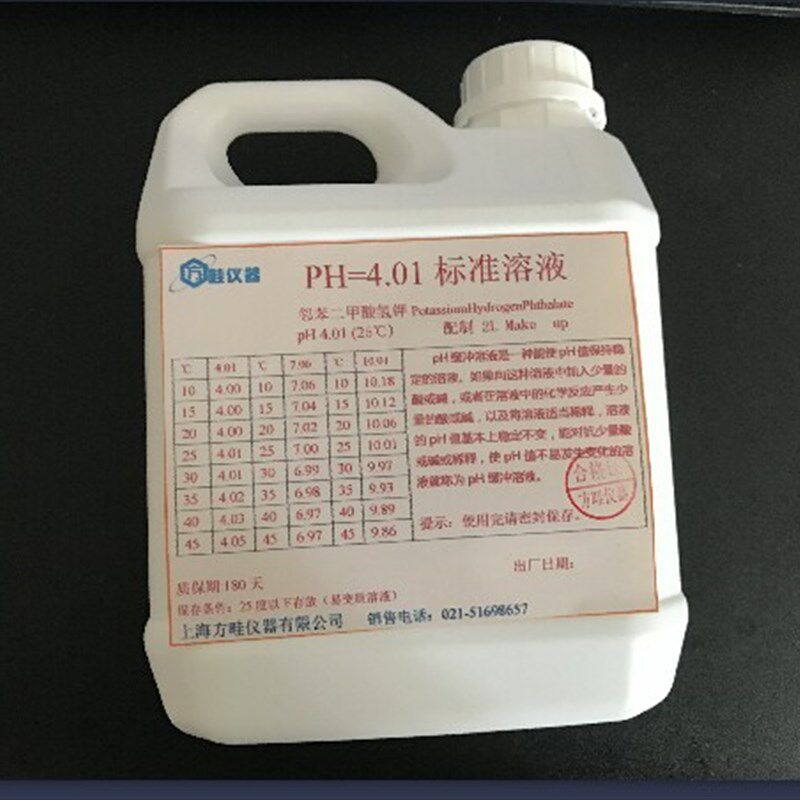 方畦仪器
PH=4.01 标准溶液
邻苯二甲酸氢钾 PotassiumHydrogenPhthalate
pH 4.01 (25℃) 配制 2L Make up
℃ 4.01 ℃ 7.00 ℃ 10.01
10 4.00 10 7.06 10 10.18
15 4.00 15 7.04 15 10.12
20 4.00 20 7.02 20 10.06
25 4.01 25 7.00 25 10.01
30 4.01 30 6.99 30 9.97
35 4.02 35 6.98 35 9.93
40 4.03 40 6.97 40 9.89
45 4.05 45 6.97 45 9.86
pH缓冲溶液是一种能使pH值保持稳
定的溶液。如果向这种溶液中加入少量的
酸或碱，或者在溶液中的化学反应产生少
量的酸或碱，以及将溶液适当稀释，溶液
的pH值基本上稳定不变，能对抗少量酸
或碱或稀释，使pH值不易发生变化的溶
液就称为pH缓冲溶液。
合格
方畦仪器
提示：使用完请密封保存。
出厂日期：
质保期180天
保存条件：25度以下存放（易变质溶液）
上海方畦仪器有限公司 销售电话：021-51698657